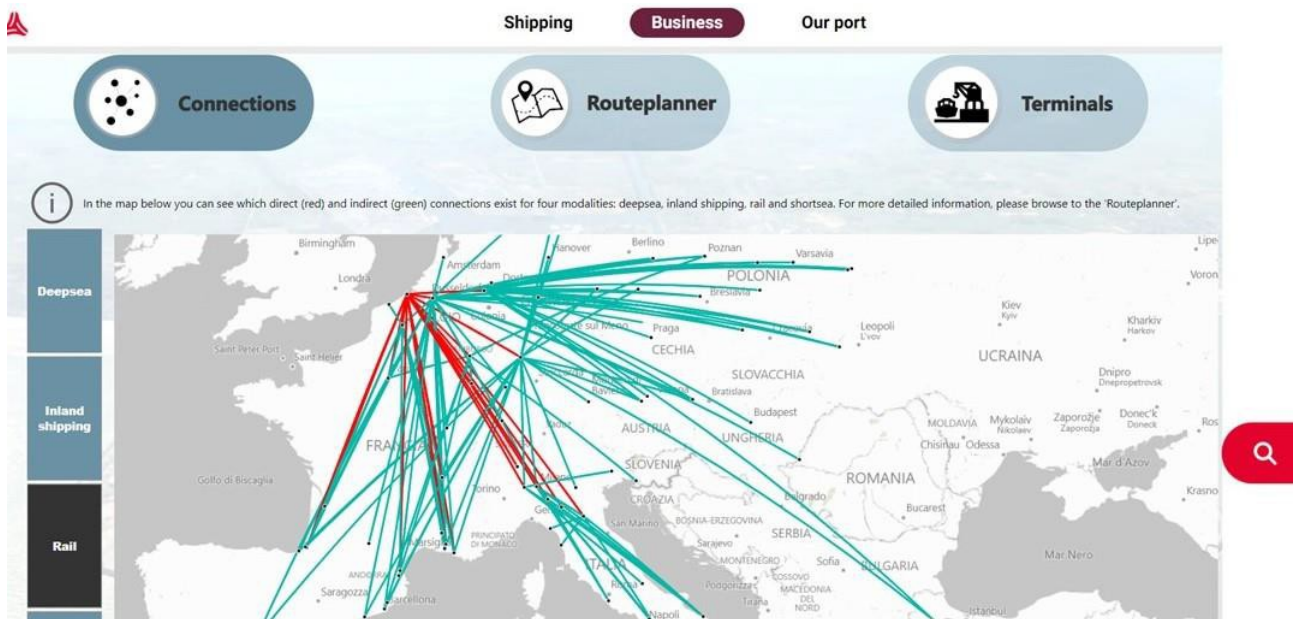 Shipping
Business
Our port
Connections
Routeplanner
Terminals
i
In the map below you can see which direct (red) and indirect (green) connections exist for four modalities: deepsea, inland shipping, rail and shortsea. For more detailed information, please browse to the 'Routeplanner'.
Deepsea
Inland
shipping
Rail
Birmingham
Londra
Amsterdam
Hanover
Berlino
Poznan
Varsavia
POLONIA
Breslavia
Saint Peter Port
Saint Helier
Praga
CECHIA
Leopoli
L'vov
Kiev
Kyiv
Kharkiv
Harkov
UCRAINA
Dnipro
Dnepropetrovsk
SLOVACCHIA
Bratislava
Budapest
AUSTRIA
UNGHERIA
MOLDAVIA
Chisinau
Odessa
Mykolaiv
Nikolaev
Zaporožje
Zaporožja
Donec'k
Doneck
Mar d'Azov
Golfo di Biscaglia
Torino
SLOVENIA
CROAZIA
ROMANIA
Belgrado
Bucarest
San Marino
BOSNIA-ERZEGOVINA
SERBIA
Sarajevo
MONTENEGRO
Sofia
BULGARIA
Mar Nero
PRINCIPATO
DI MONACO
ITALIA
Roma
Podgorizza
Tirana
MACEDONIA
DEL
NORD
Istanbul
Saragozza
Barcellona
Napoli